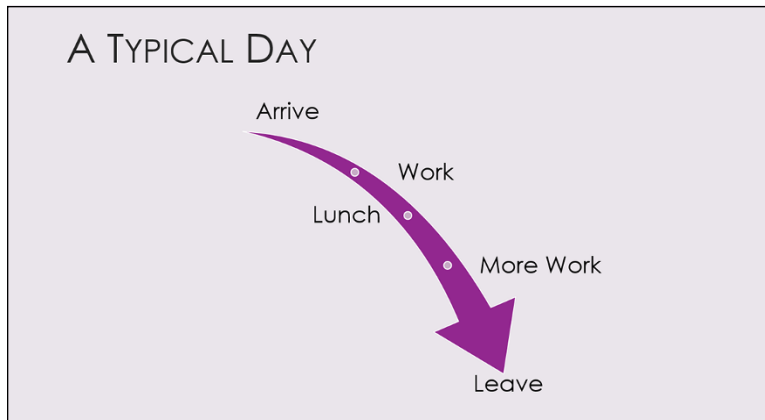 A Typical Day
Arrive
Work
Lunch
More Work
Leave